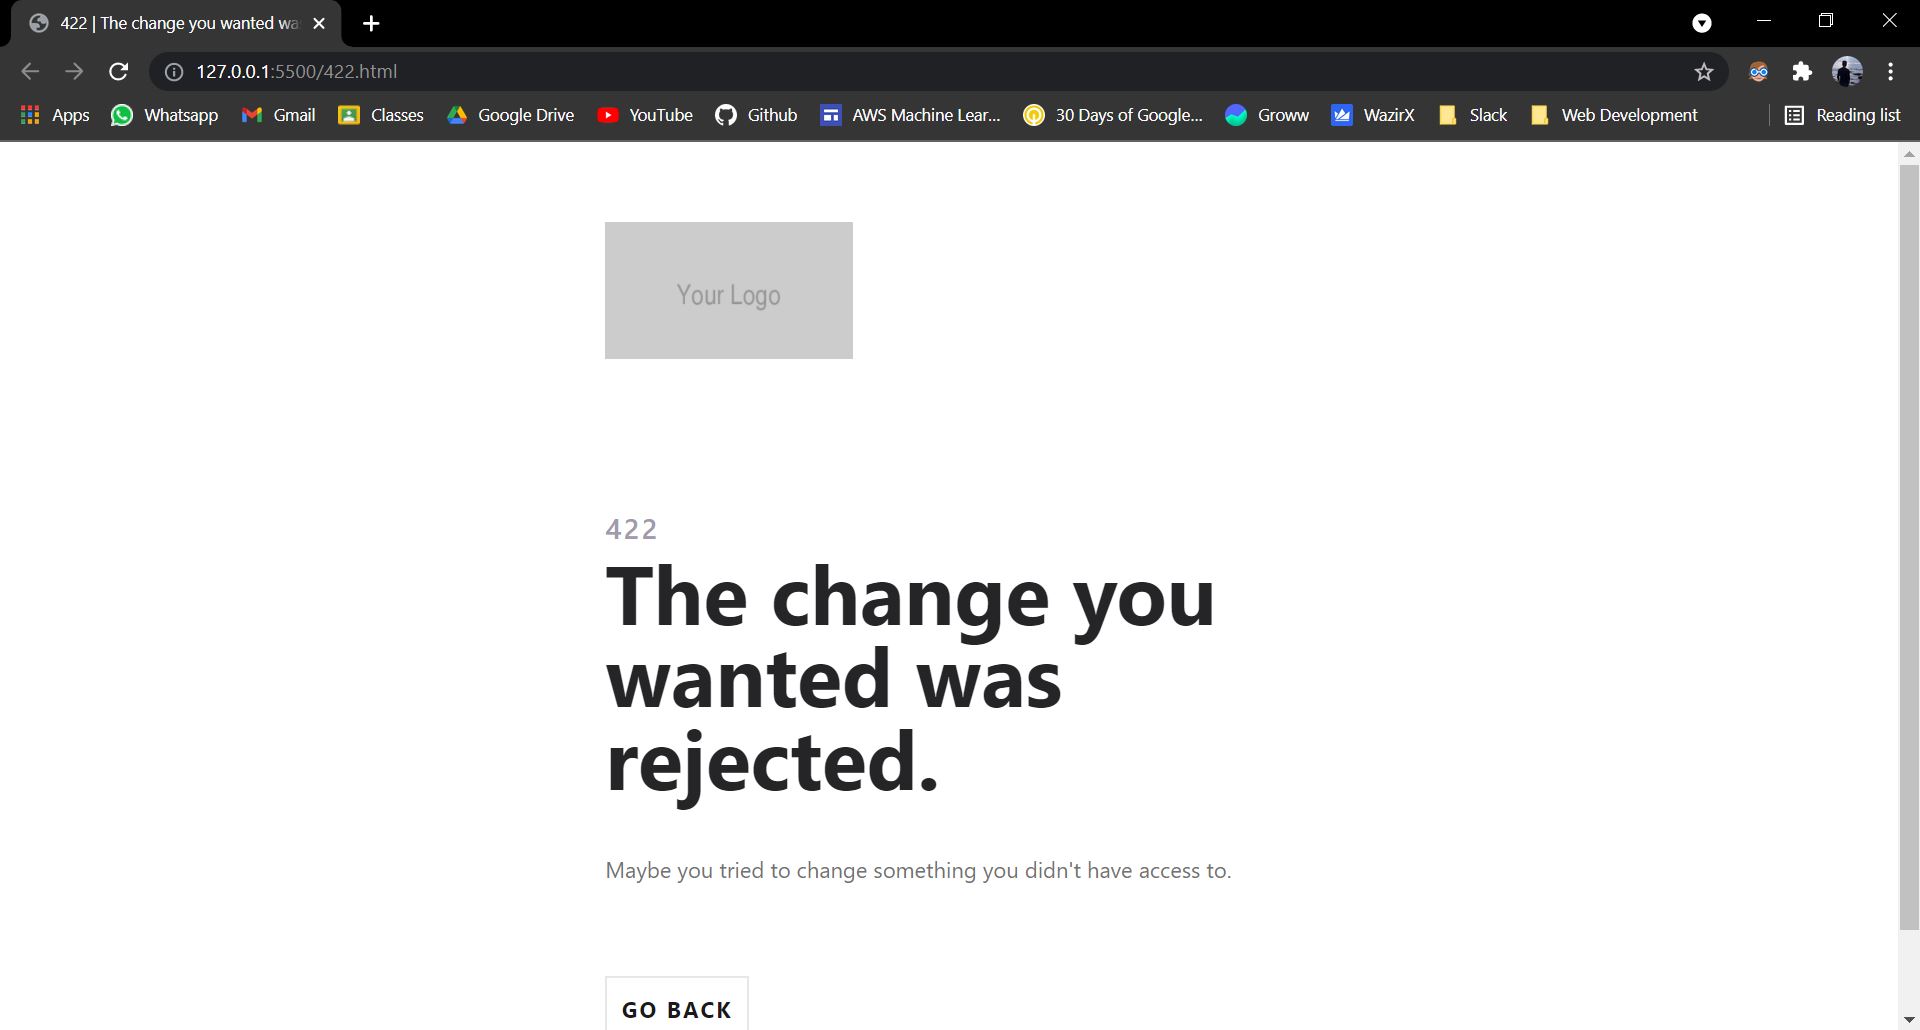 422 | The change you wanted wa
127.0.0.1:5500/422.html
Apps Whatsapp Gmail Classes Google Drive YouTube Github AWS Machine Lear... 30 Days of Google... Groww WazirX Slack Web Development Reading list
Your Logo
422
The change you
wanted was
rejected.
Maybe you tried to change something you didn't have access to.
GO BACK